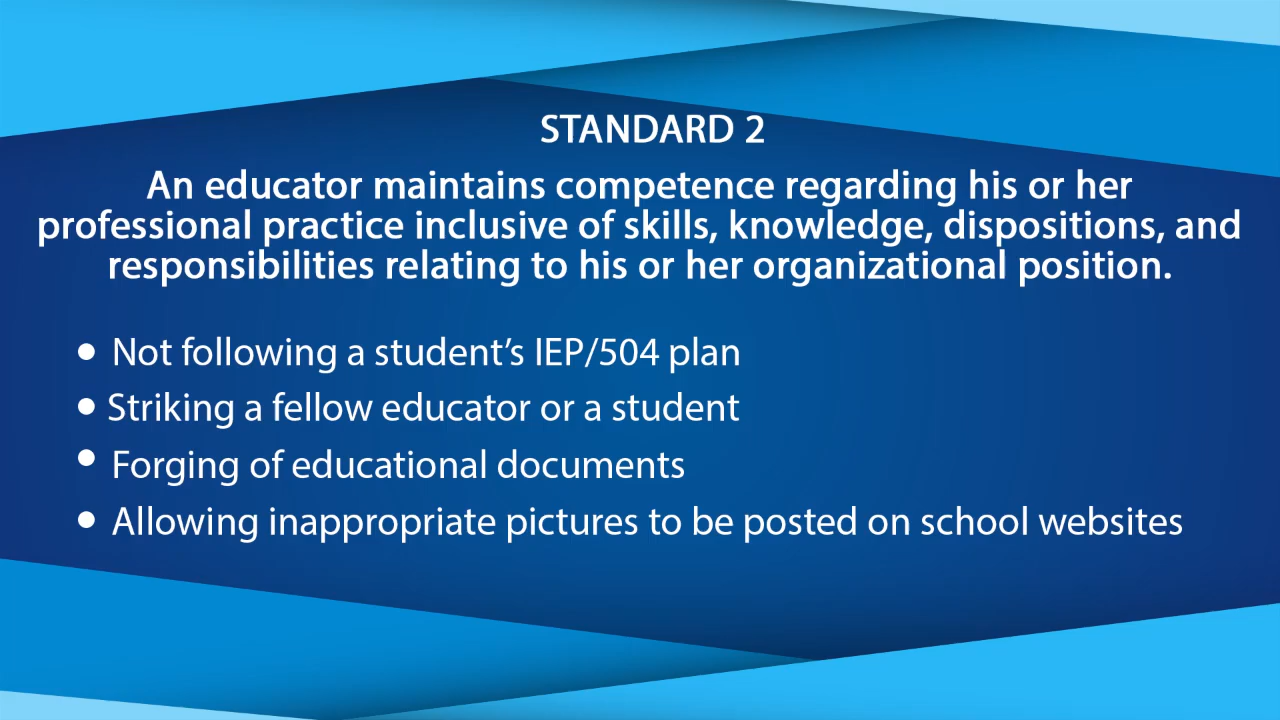 STANDARD 2
An educator maintains competence regarding his or her
professional practice inclusive of skills, knowledge, dispositions, and
responsibilities relating to his or her organizational position.
• Not following a student’s IEP/504 plan
• Striking a fellow educator or a student
• Forging of educational documents
• Allowing inappropriate pictures to be posted on school websites